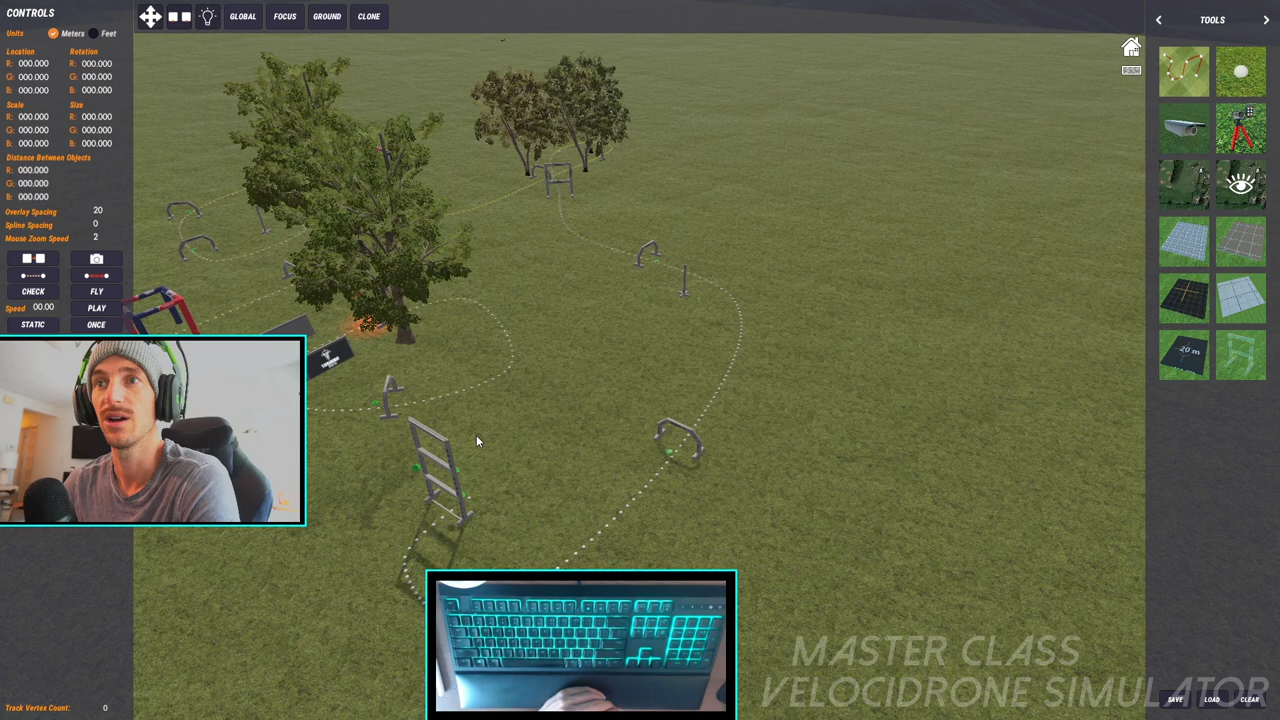 CONTROLS
Units Meters Feet
Location Rotation
R: 000.000 R: 000.000
G: 000.000 G: 000.000
B: 000.000 B: 000.000
Scale Size
R: 000.000 R: 000.000
G: 000.000 G: 000.000
B: 000.000 B: 000.000
Distance Between Objects
R: 000.000
G: 000.000
B: 000.000
Overlay Spacing 20
Spline Spacing 0
Mouse Zoom Speed 2
CHECK FLY
Speed 00.00 PLAY
STATIC ONCE
Track Vertex Count: 0
GLOBAL FOCUS GROUND CLONE
TOOLS
20 m
MASTER CLASS
VELOCIDRONE SIMULATOR
SAVE LOAD CLEAR